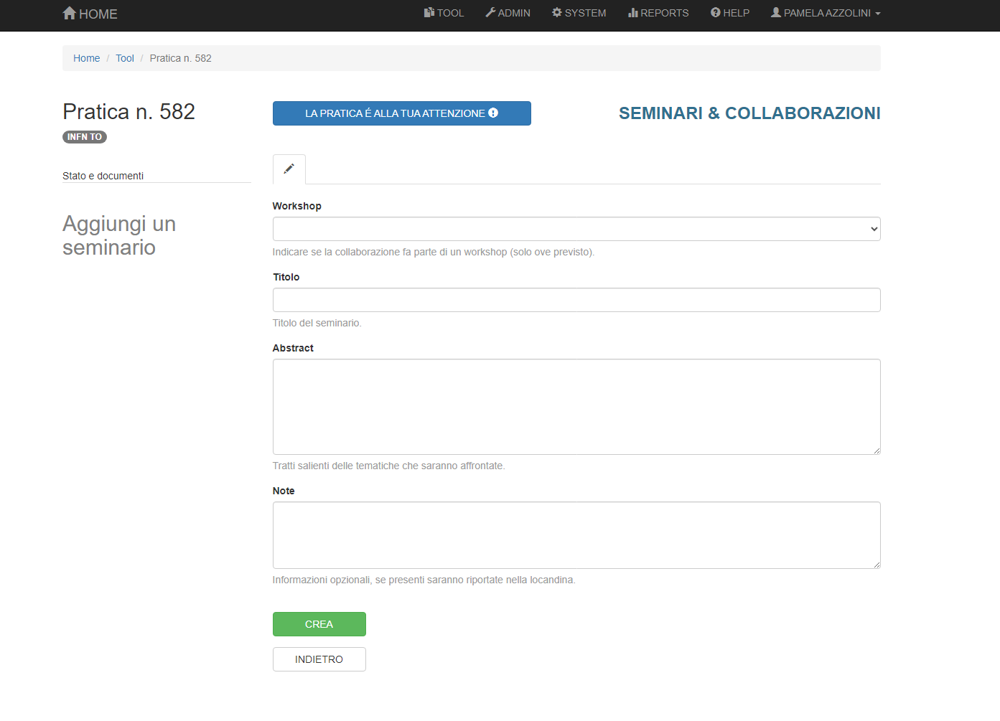 HOME
TOOL
ADMIN
SYSTEM
REPORTS
HELP
PAMELA AZZOLINI
Home / Tool / Pratica n. 582
Pratica n. 582
INFN TO
LA PRATICA É ALLA TUA ATTENZIONE
SEMINARI & COLLABORAZIONI
Stato e documenti
Aggiungi un
seminario
Workshop
Indicare se la collaborazione fa parte di un workshop (solo ove previsto).
Titolo
Titolo del seminario.
Abstract
Tratti salienti delle tematiche che saranno affrontate.
Note
Informazioni opzionali, se presenti saranno riportate nella locandina.
CREA
INDIETRO